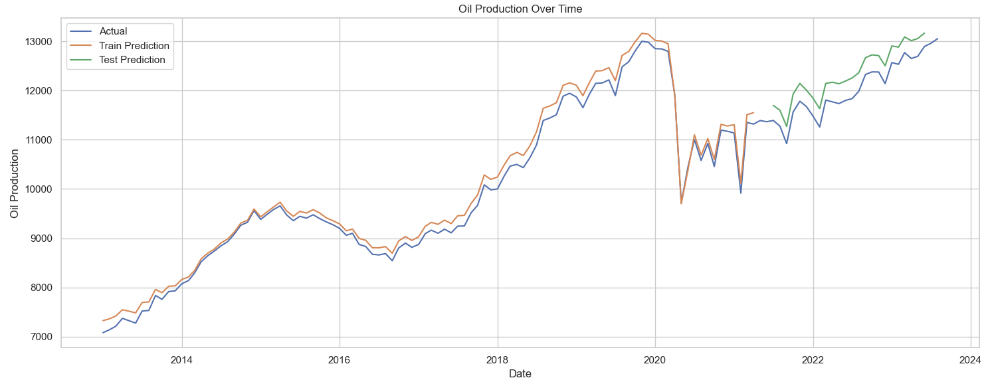 Oil Production Over Time
Actual
Train Prediction
Test Prediction
13000
12000
11000
10000
9000
8000
7000
Oil Production
2014
2016
2018
2020
2022
2024
Date